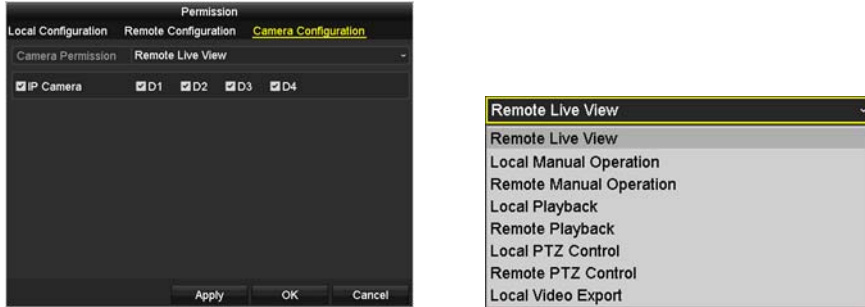 Permission
Local Configuration Remote Configuration Camera Configuration
Camera Permission Remote Live View
IP Camera D1 D2 D3 D4
Apply OK Cancel
Remote Live View
Remote Live View
Local Manual Operation
Remote Manual Operation
Local Playback
Remote Playback
Local PTZ Control
Remote PTZ Control
Local Video Export